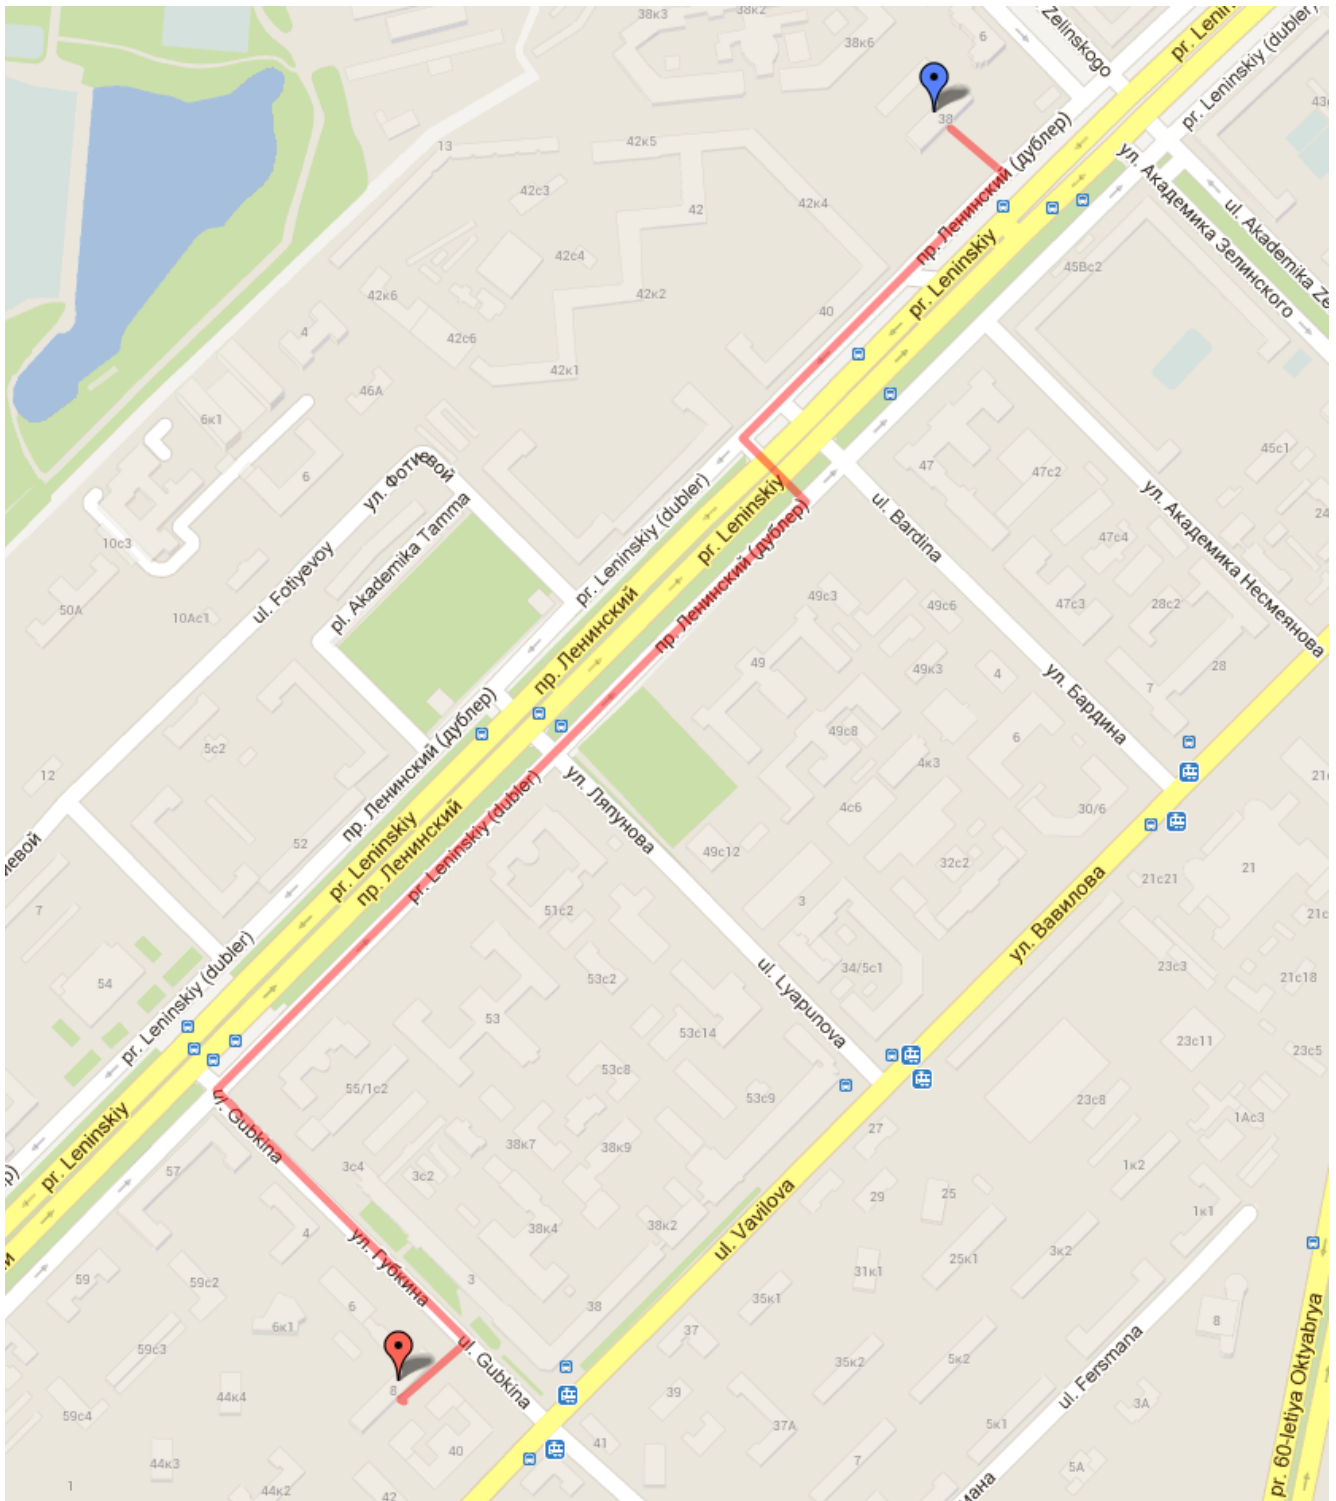 38к3
38к2
38к6
6
Zelinskogo
pr. Lenin
pr. Leninskiy (dubler)
43
38
13
42к5
пр. Ленинский (дублер)
ул. Академика Зелинского
ul. Akademika Ze
42с3
42
42к4
pr. Leninskiy
45Вс2
42с4
42к6
42к2
40
4
42с6
42к1
46А
6к1
6
ул. Фотиевой
pl. Akademika Tamma
47
47с2
45с1
ул. Академика Несмеянова
24
10с3
pr. Leninskiy (dubler)
pr. Leninskiy
пр. Ленинский (дублер)
ul. Bardina
47с4
50А
10Ас1
ul. Fotiyevoy
49с3
49с6
47с3
28с2
пр. Ленинский
49
49к3
4
28
7
ул. Бардина
5с2
12
пр. Ленинский (дублер)
49с8
6
4к3
21
иевой
52
pr. Leninskiy
пр. Ленинский
pr. Leninskiy (dubler)
ул. Ляпунова
4с6
30/6
49с12
32с2
21с21
21
7
51с2
3
ул. Вавилова
21с
54
pr. Leninskiy (dubler)
53с2
34/5с1
23с3
21с18
ul. Lyapunova
53
53с14
23с11
23с5
55/1с2
53с8
53с9
23с8
1Ас3
pr. Leninskiy
ul. Gubkina
38к7
38к9
27
57
3с4
3с2
1к2
р)
29
25
1к1
4
ул. Губкина
38к4
38к2
ul. Vavilova
25к1
3к2
й
59
59с2
3
31к1
6
38
35к1
6к1
37
8
59с3
ul. Gubkina
35к2
5к2
ul. Fersmana
pr. 60-letiya Oktyabrya
8
44к4
39
59с4
37А
5к1
3А
40
41
44к3
7
5А
1
44к2
42
мана